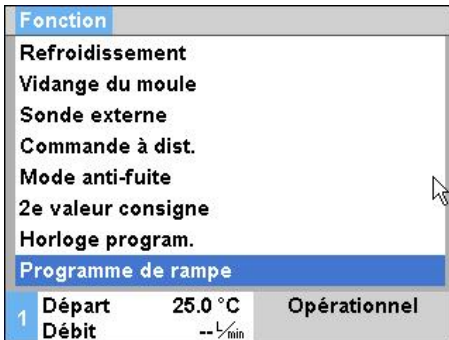 Fonction
Refroidissement
Vidange du moule
Sonde externe
Commande à dist.
Mode anti-fuite
2e valeur consigne
Horloge program.
Programme de rampe
1 Départ 25.0 °C Opérationnel
Débit -- L/min